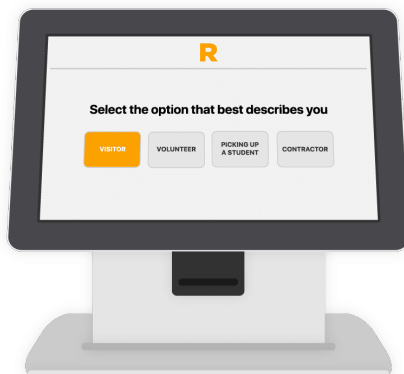 R
Select the option that best describes you
VISITOR
VOLUNTEER
PICKING UP
A STUDENT
CONTRACTOR